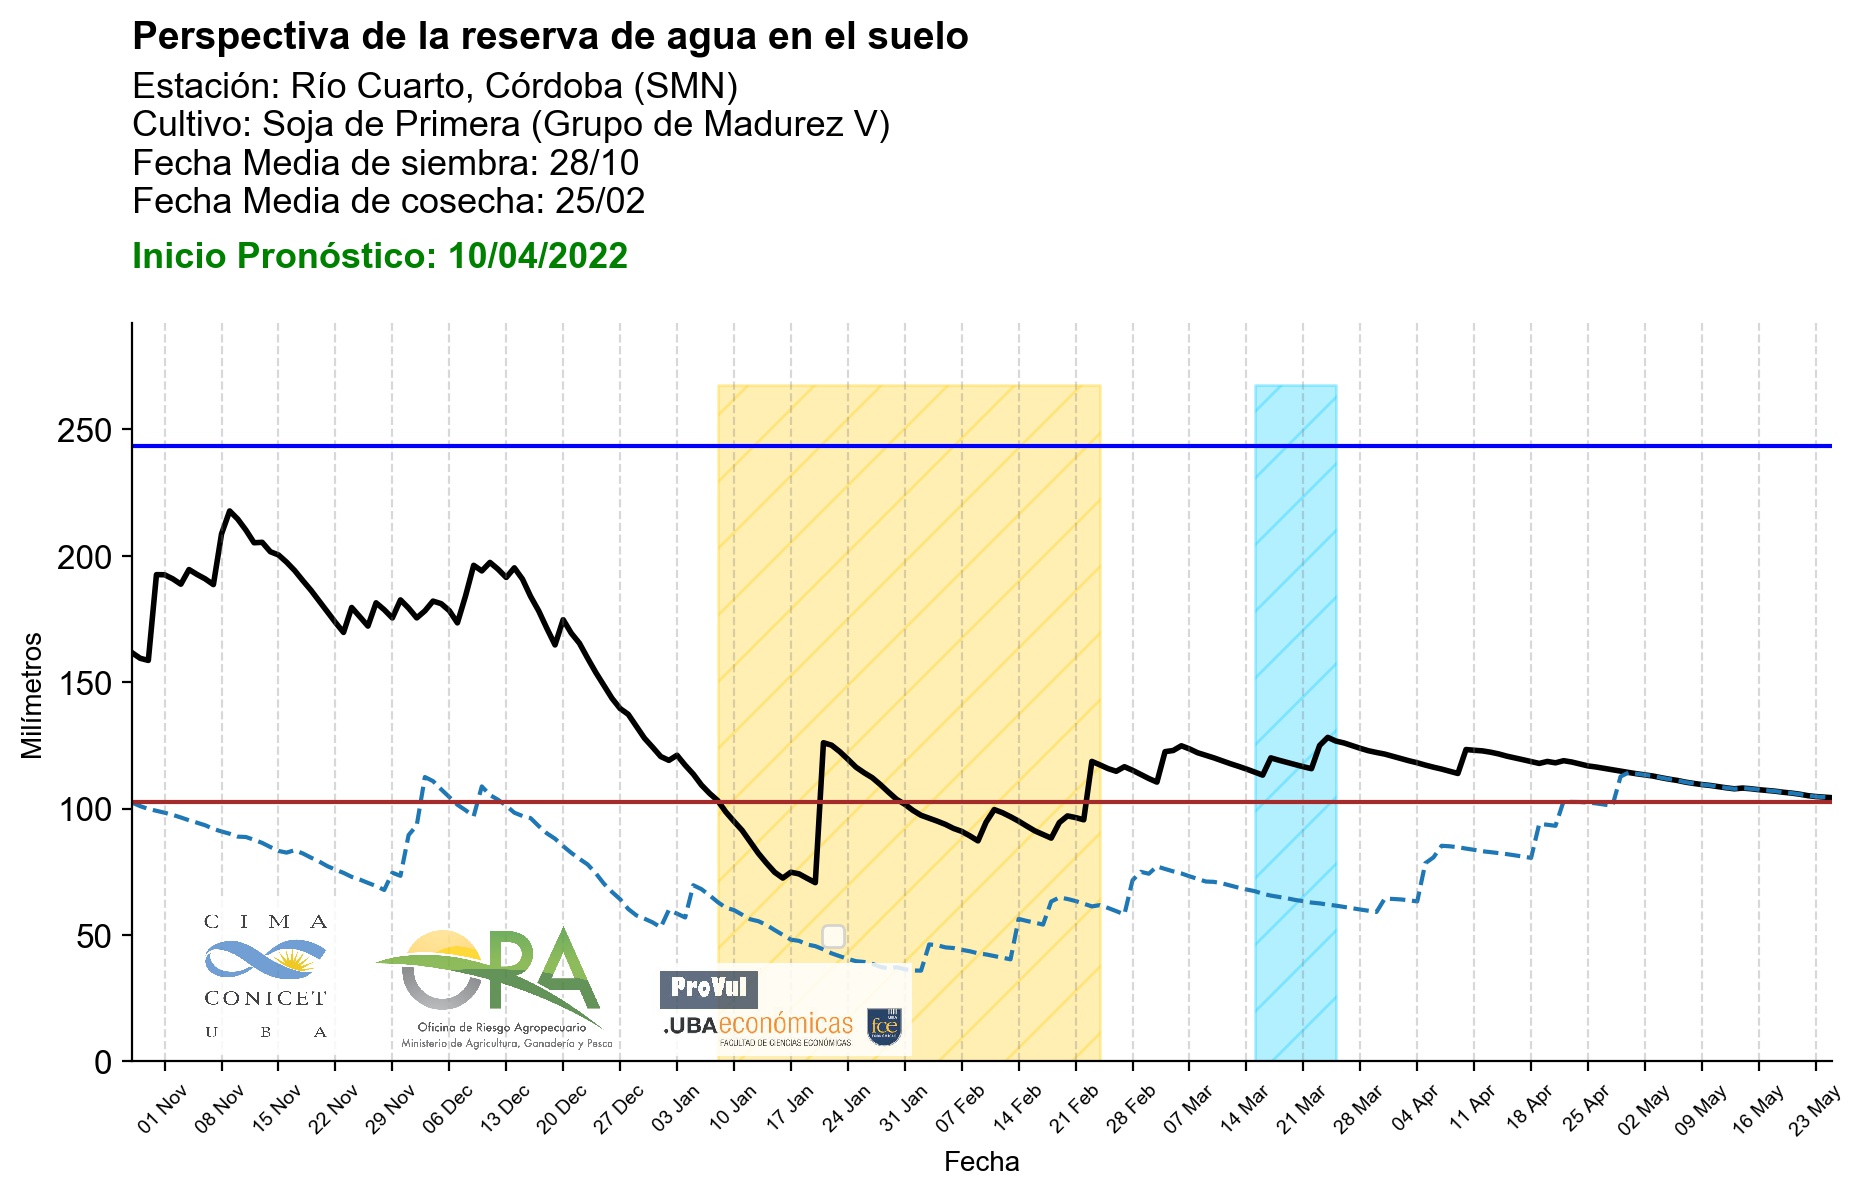 Perspectiva de la reserva de agua en el suelo
Estación: Río Cuarto, Córdoba (SMN)
Cultivo: Soja de Primera (Grupo de Madurez V)
Fecha Media de siembra: 28/10
Fecha Media de cosecha: 25/02
Inicio Pronóstico: 10/04/2022
250
200
150
100
50
0
Milímetros
C I M A
CONICET
U B A
ORA
Oficina de Riesgo Agropecuario
Ministerio de Agricultura, Ganadería y Pesca
ProVul
.UBAeconómicas
FACULTAD DE CIENCIAS ECONÓMICAS
UBA
fce
ECONÓMICAS
01 Nov
08 Nov
15 Nov
22 Nov
29 Nov
06 Dec
13 Dec
20 Dec
27 Dec
03 Jan
10 Jan
17 Jan
24 Jan
31 Jan
07 Feb
14 Feb
21 Feb
28 Feb
07 Mar
14 Mar
21 Mar
28 Mar
04 Apr
11 Apr
18 Apr
25 Apr
02 May
09 May
16 May
23 May
Fecha